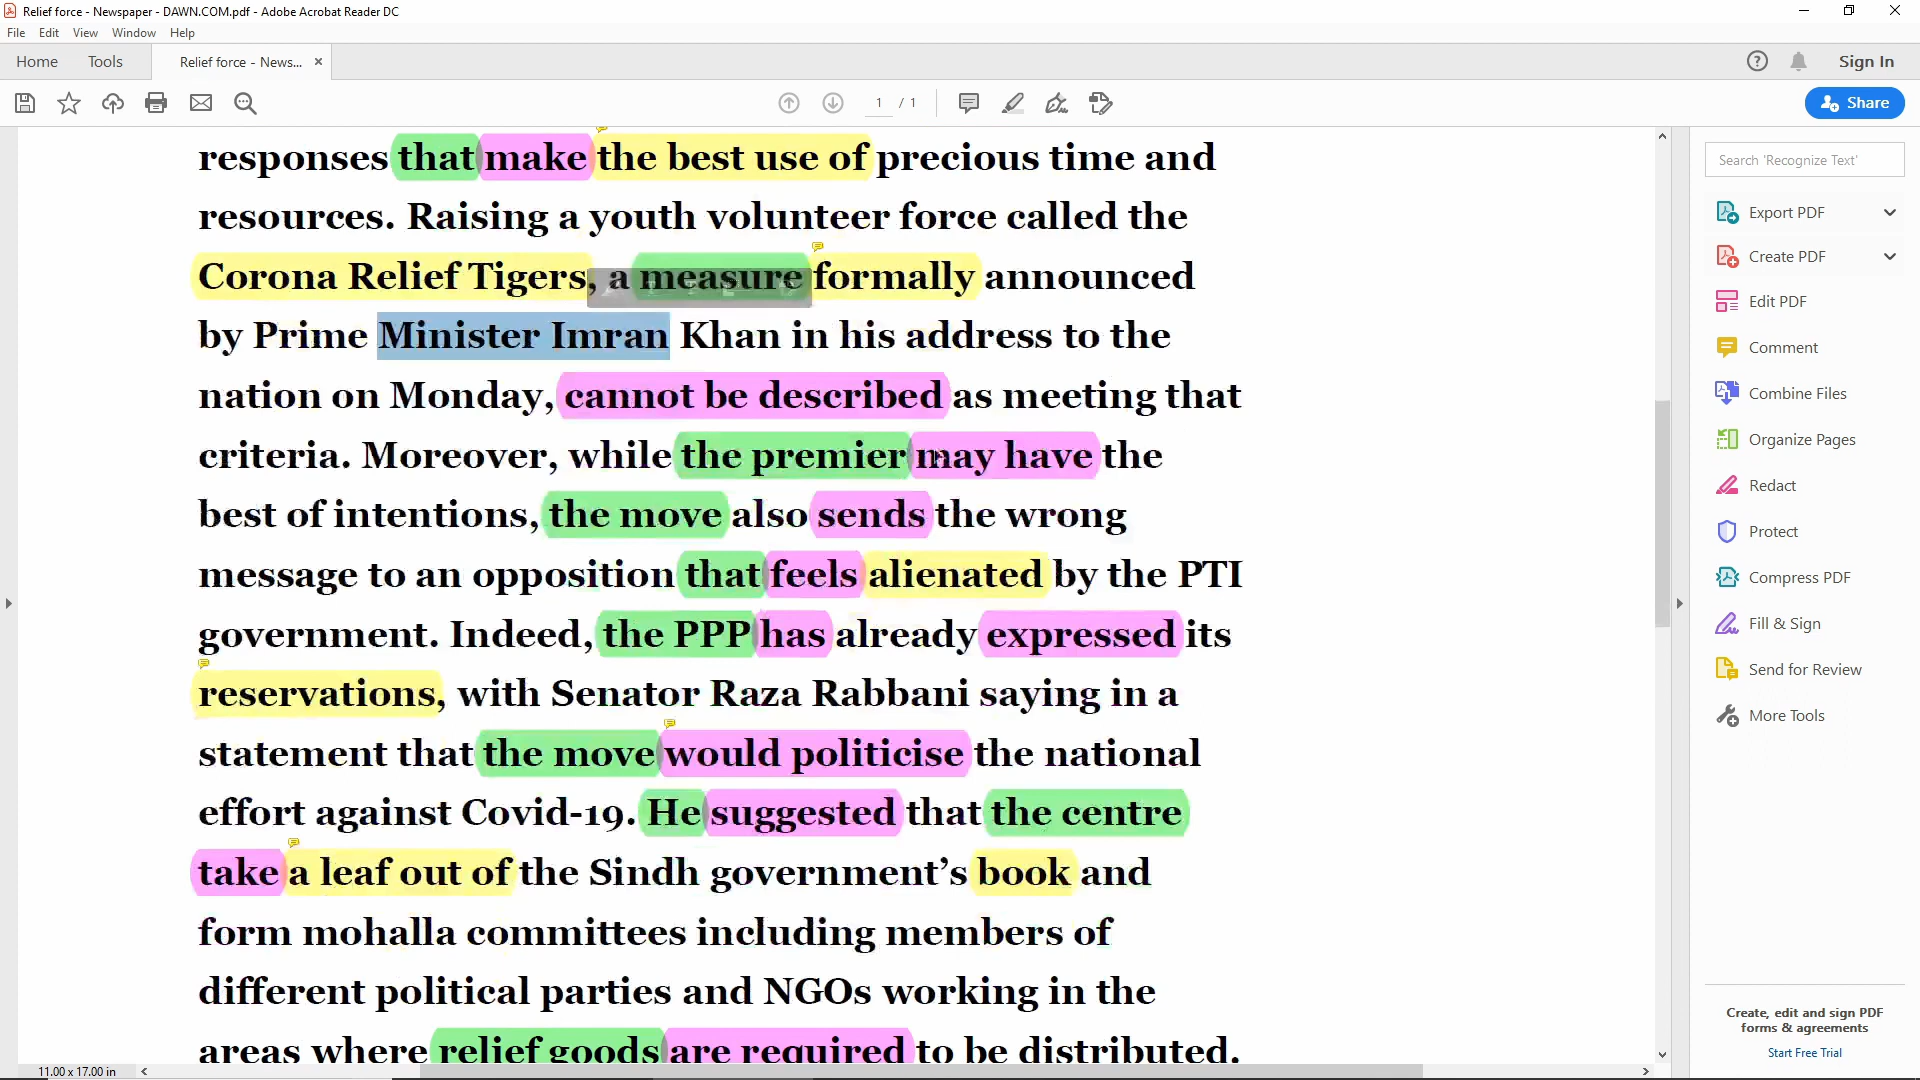 Relief force - Newspaper - DAWN.COM.pdf - Adobe Acrobat Reader DC
File Edit View Window Help
Home Tools Relief force - News... × Sign In
1 / 1 Share
responses that make the best use of precious time and
resources. Raising a youth volunteer force called the
Corona Relief Tigers, a measure formally announced
by Prime Minister Imran Khan in his address to the
nation on Monday, cannot be described as meeting that
criteria. Moreover, while the premier may have the
best of intentions, the move also sends the wrong
message to an opposition that feels alienated by the PTI
government. Indeed, the PPP has already expressed its
reservations, with Senator Raza Rabbani saying in a
statement that the move would politicise the national
effort against Covid-19. He suggested that the centre
take a leaf out of the Sindh government’s book and
form mohalla committees including members of
different political parties and NGOs working in the
areas where relief goods are required to be distributed.
Search 'Recognize Text'
Export PDF
Create PDF
Edit PDF
Comment
Combine Files
Organize Pages
Redact
Protect
Compress PDF
Fill & Sign
Send for Review
More Tools
Create, edit and sign PDF
forms & agreements
Start Free Trial
11.00 x 17.00 in